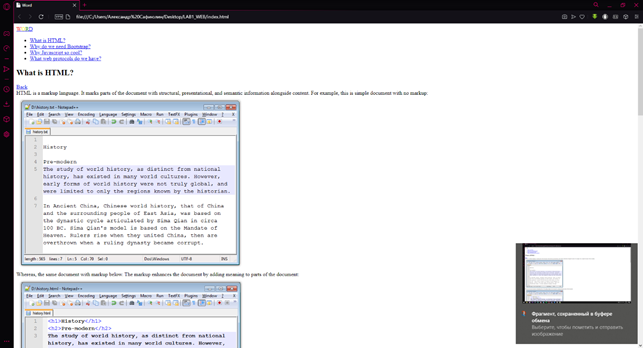 Word
file:///C:/Users/Александр%20Сафиоллин/Desktop/LAB1_WEB/index.html
WORD
What is HTML?
Why do we need Bootstrap?
Why Javascript so cool?
What web protocols do we have?
What is HTML?
Back
HTML is a markup language. It marks parts of the document with structural, presentational, and semantic information alongside content. For example, this is sample document with no markup:
D:\history.txt - Notepad++
File Edit Search View Encoding Language Settings Macro Run TextFX Plugins Window ? X
history.txt
1
2 History
3
4 Pre-modern
5 The study of world history, as distinct from national
history, has existed in many world cultures. However,
early forms of world history were not truly global, and
were limited to only the regions known by the historian.
6
7 In Ancient China, Chinese world history, that of China
and the surrounding people of East Asia, was based on
the dynastic cycle articulated by Sima Qian in circa
100 BC. Sima Qian's model is based on the Mandate of
Heaven. Rulers rise when they united China, then are
overthrown when a ruling dynasty became corrupt.
Dos\Windows UTF-8 INS
Whereas, the same document with markup below. The markup enhances the document by adding meaning to parts of the document:
D:\history.html - Notepad++
File Edit Search View Encoding Language Settings Macro Run TextFX Plugins Window ? X
history.html
1 <h1>History</h1>
2 <h2>Pre-modern</h2>
3 The study of world history, as distinct from national
history, has existed in many world cultures. However,
Фрагмент, сохраненный в буфере
обмена
Выберите, чтобы пометить и отправить
изображение